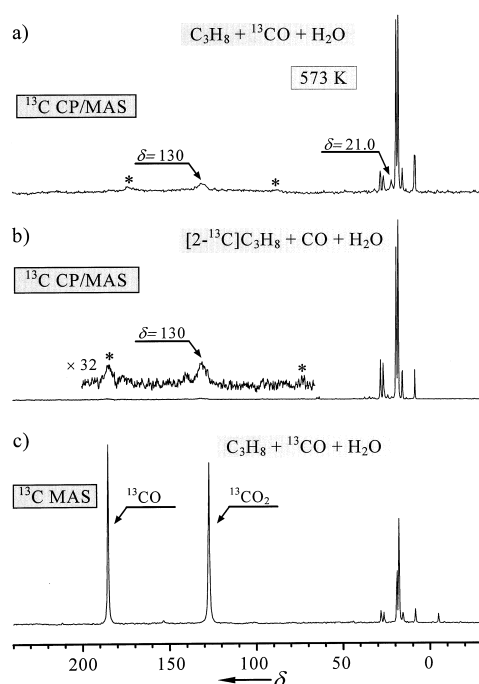 a)
C₃H₈ + ¹³CO + H₂O
573 K
¹³C CP/MAS
δ= 130
δ= 21.0
*
*
b)
[2-¹³C]C₃H₈ + CO + H₂O
¹³C CP/MAS
δ= 130
× 32
*
*
c)
C₃H₈ + ¹³CO + H₂O
¹³C MAS
¹³CO
¹³CO₂
200 150 100 50 0
δ